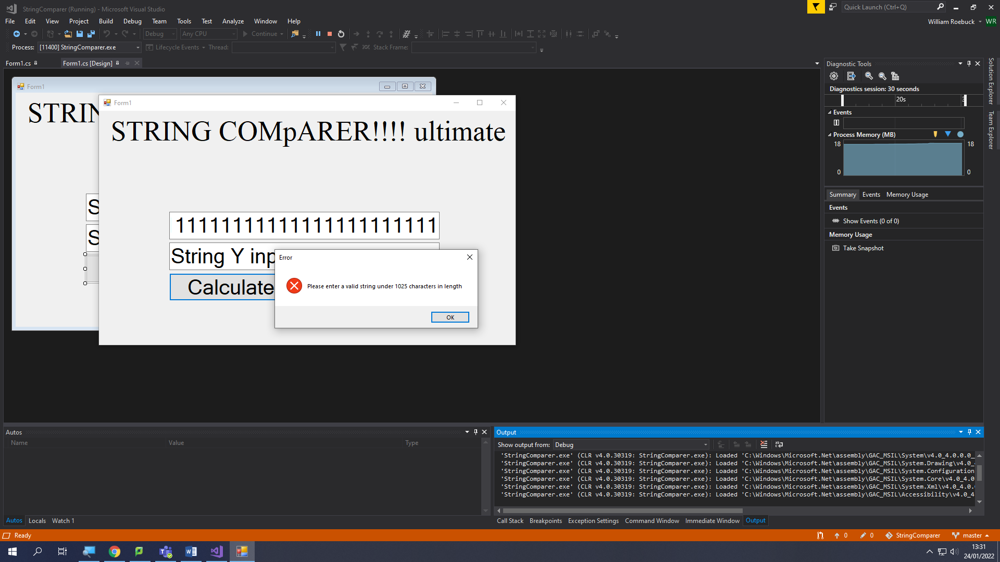 StringComparer (Running) - Microsoft Visual Studio
Quick Launch (Ctrl+Q)
File Edit View Project Build Debug Team Tools Test Analyze Window Help
William Roebuck WR
Debug Any CPU Continue
Process: [11400] StringComparer.exe Lifecycle Events Thread: Stack Frame:
Form1.cs Form1.cs [Design]
Form1
STRIN
S
S
Form1
STRING COMpARER!!!! ultimate
11111111111111111111111
String Y inp
Calculate
Error
Please enter a valid string under 1025 characters in length
OK
Diagnostic Tools
Diagnostics session: 30 seconds
20s
Events
Process Memory (MB)
18 18
0 0
Summary Events Memory Usage
Events
Show Events (0 of 0)
Memory Usage
Take Snapshot
Solution Explorer
Team Explorer
Autos
Name Value Type
Autos Locals Watch 1
Output
Show output from: Debug
'StringComparer.exe' (CLR v4.0.30319: StringComparer.exe): Loaded 'C:\Windows\Microsoft.Net\assembly\GAC_MSIL\System\v4.0_4.0.0.0_
'StringComparer.exe' (CLR v4.0.30319: StringComparer.exe): Loaded 'C:\Windows\Microsoft.Net\assembly\GAC_MSIL\System.Drawing\v4.0_4
'StringComparer.exe' (CLR v4.0.30319: StringComparer.exe): Loaded 'C:\Windows\Microsoft.Net\assembly\GAC_MSIL\System.Configuration
'StringComparer.exe' (CLR v4.0.30319: StringComparer.exe): Loaded 'C:\Windows\Microsoft.Net\assembly\GAC_MSIL\System.Core\v4.0_4.0
'StringComparer.exe' (CLR v4.0.30319: StringComparer.exe): Loaded 'C:\Windows\Microsoft.Net\assembly\GAC_MSIL\System.Xml\v4.0_4.0.
'StringComparer.exe' (CLR v4.0.30319: StringComparer.exe): Loaded 'C:\Windows\Microsoft.Net\assembly\GAC_MSIL\Accessibility\v4.0_4
Call Stack Breakpoints Exception Settings Command Window Immediate Window Output
Ready
0 0 StringComparer master
13:31
24/01/2022